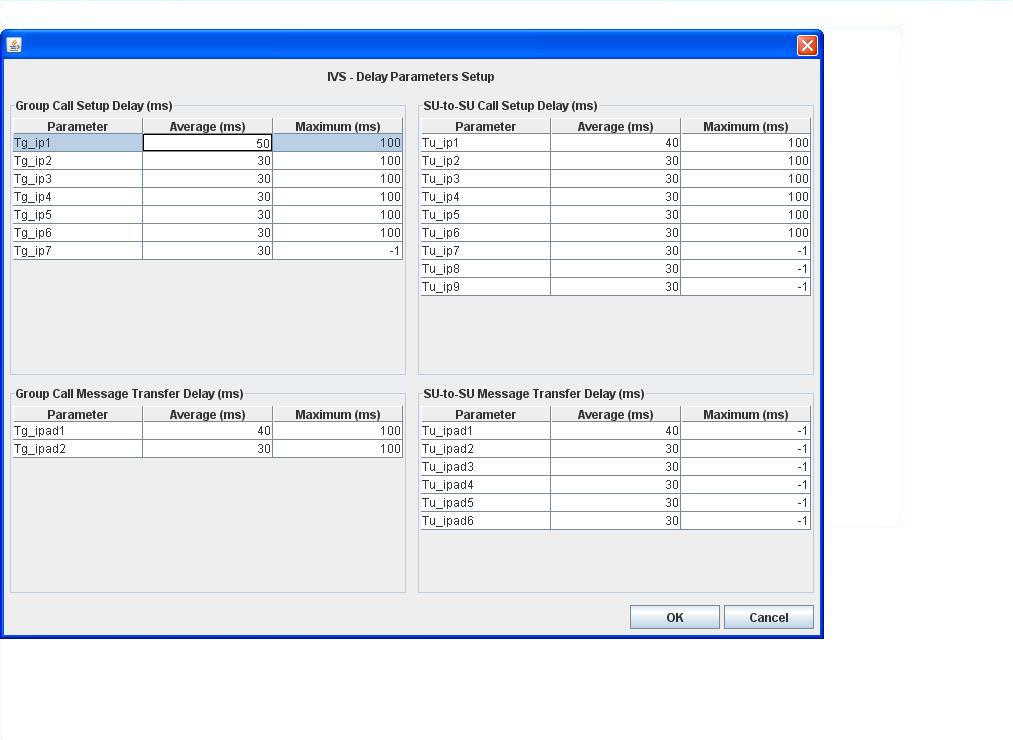 IVS - Delay Parameters Setup
Group Call Setup Delay (ms)
Parameter Average (ms) Maximum (ms)
Tg_ip1 50 100
Tg_ip2 30 100
Tg_ip3 30 100
Tg_ip4 30 100
Tg_ip5 30 100
Tg_ip6 30 100
Tg_ip7 30 -1
SU-to-SU Call Setup Delay (ms)
Parameter Average (ms) Maximum (ms)
Tu_ip1 40 100
Tu_ip2 30 100
Tu_ip3 30 100
Tu_ip4 30 100
Tu_ip5 30 100
Tu_ip6 30 100
Tu_ip7 30 -1
Tu_ip8 30 -1
Tu_ip9 30 -1
Group Call Message Transfer Delay (ms)
Parameter Average (ms) Maximum (ms)
Tg_ipad1 40 100
Tg_ipad2 30 100
SU-to-SU Message Transfer Delay (ms)
Parameter Average (ms) Maximum (ms)
Tu_ipad1 40 -1
Tu_ipad2 30 -1
Tu_ipad3 30 -1
Tu_ipad4 30 -1
Tu_ipad5 30 -1
Tu_ipad6 30 -1
OK Cancel